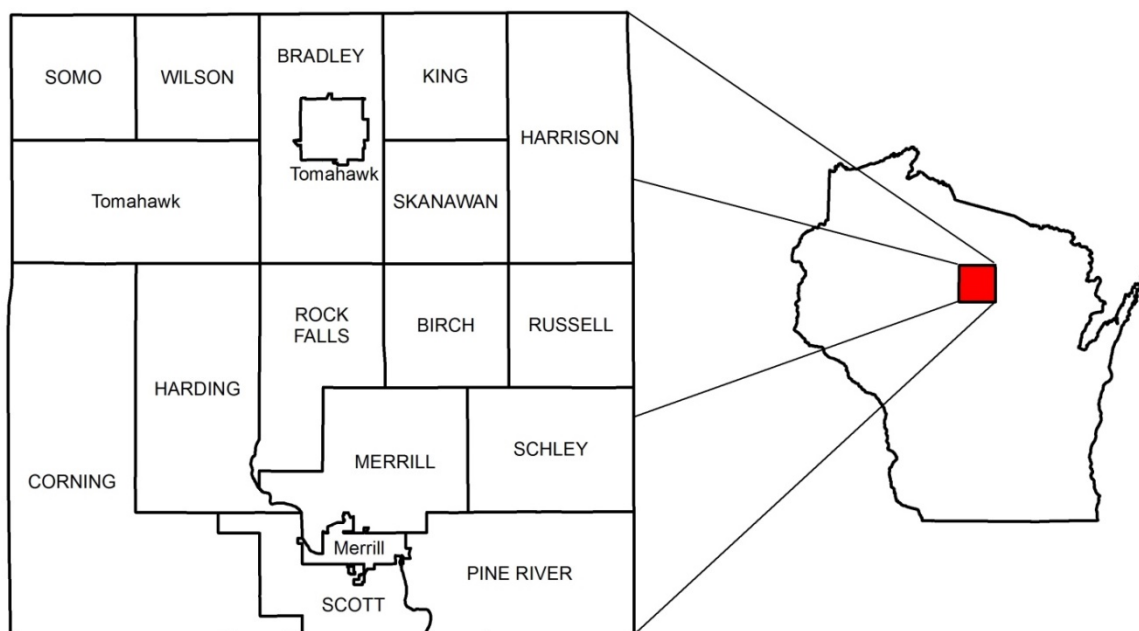 SOMO
WILSON
BRADLEY
KING
HARRISON
Tomahawk
Tomahawk
SKANAWAN
ROCK
FALLS
BIRCH
RUSSELL
HARDING
CORNING
MERRILL
SCHLEY
Merrill
PINE RIVER
SCOTT